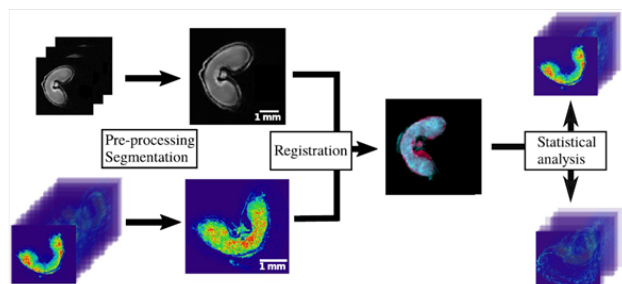 1 mm
Pre-processing
Segmentation
Registration
Statistical
analysis
1 mm